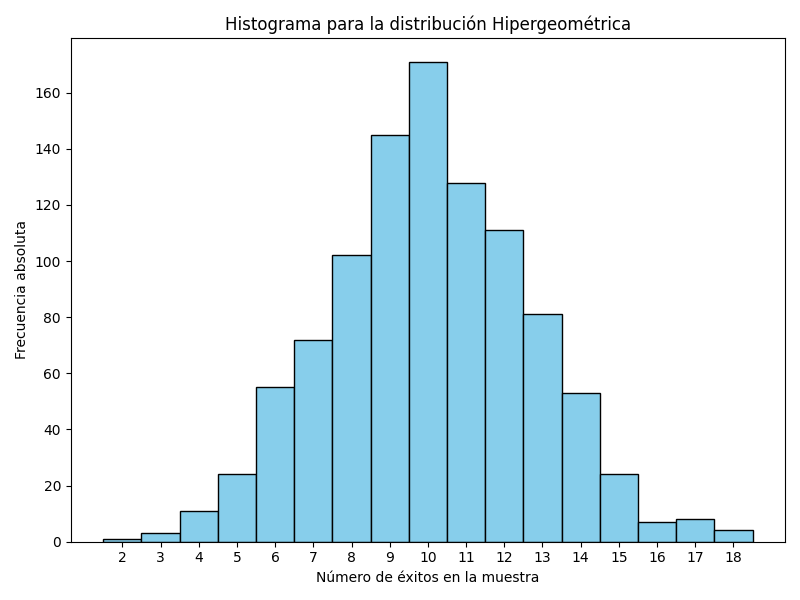 Histograma para la distribución Hipergeométrica
Frecuencia absoluta
160
140
120
100
80
60
40
20
0
2 3 4 5 6 7 8 9 10 11 12 13 14 15 16 17 18
Número de éxitos en la muestra